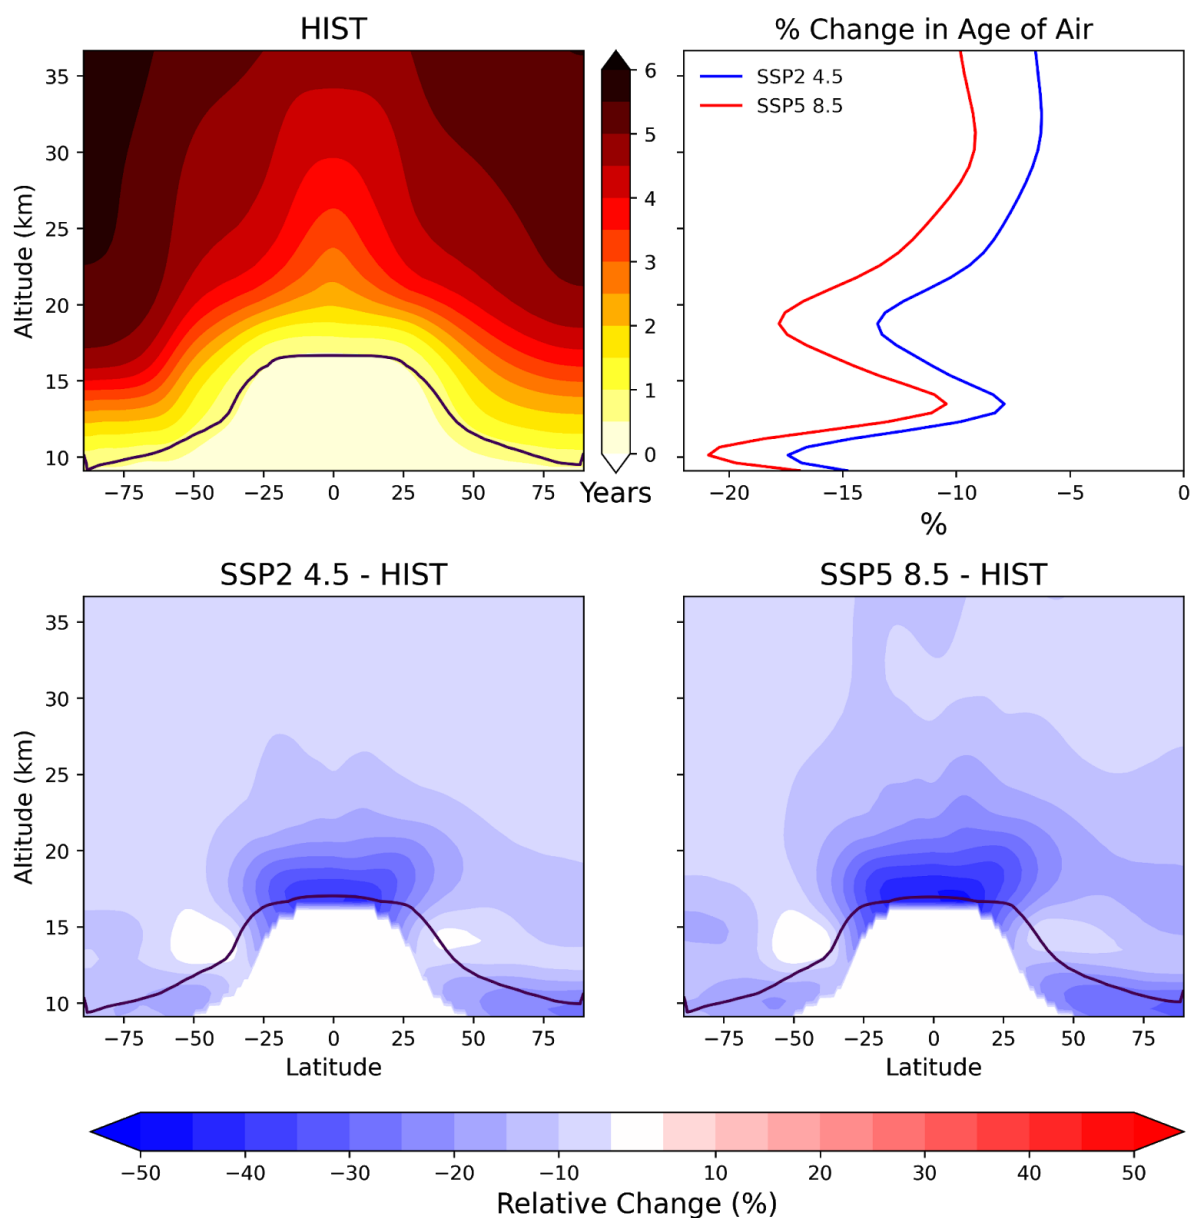 HIST
Altitude (km)
35
30
25
20
15
10
−75 −50 −25 0 25 50 75
6
5
4
3
2
1
0
Years
% Change in Age of Air
SSP2 4.5
SSP5 8.5
−20 −15 −10 −5 0
%
SSP2 4.5 - HIST
Altitude (km)
35
30
25
20
15
10
−75 −50 −25 0 25 50 75
Latitude
SSP5 8.5 - HIST
−75 −50 −25 0 25 50 75
Latitude
−50 −40 −30 −20 −10 10 20 30 40 50
Relative Change (%)